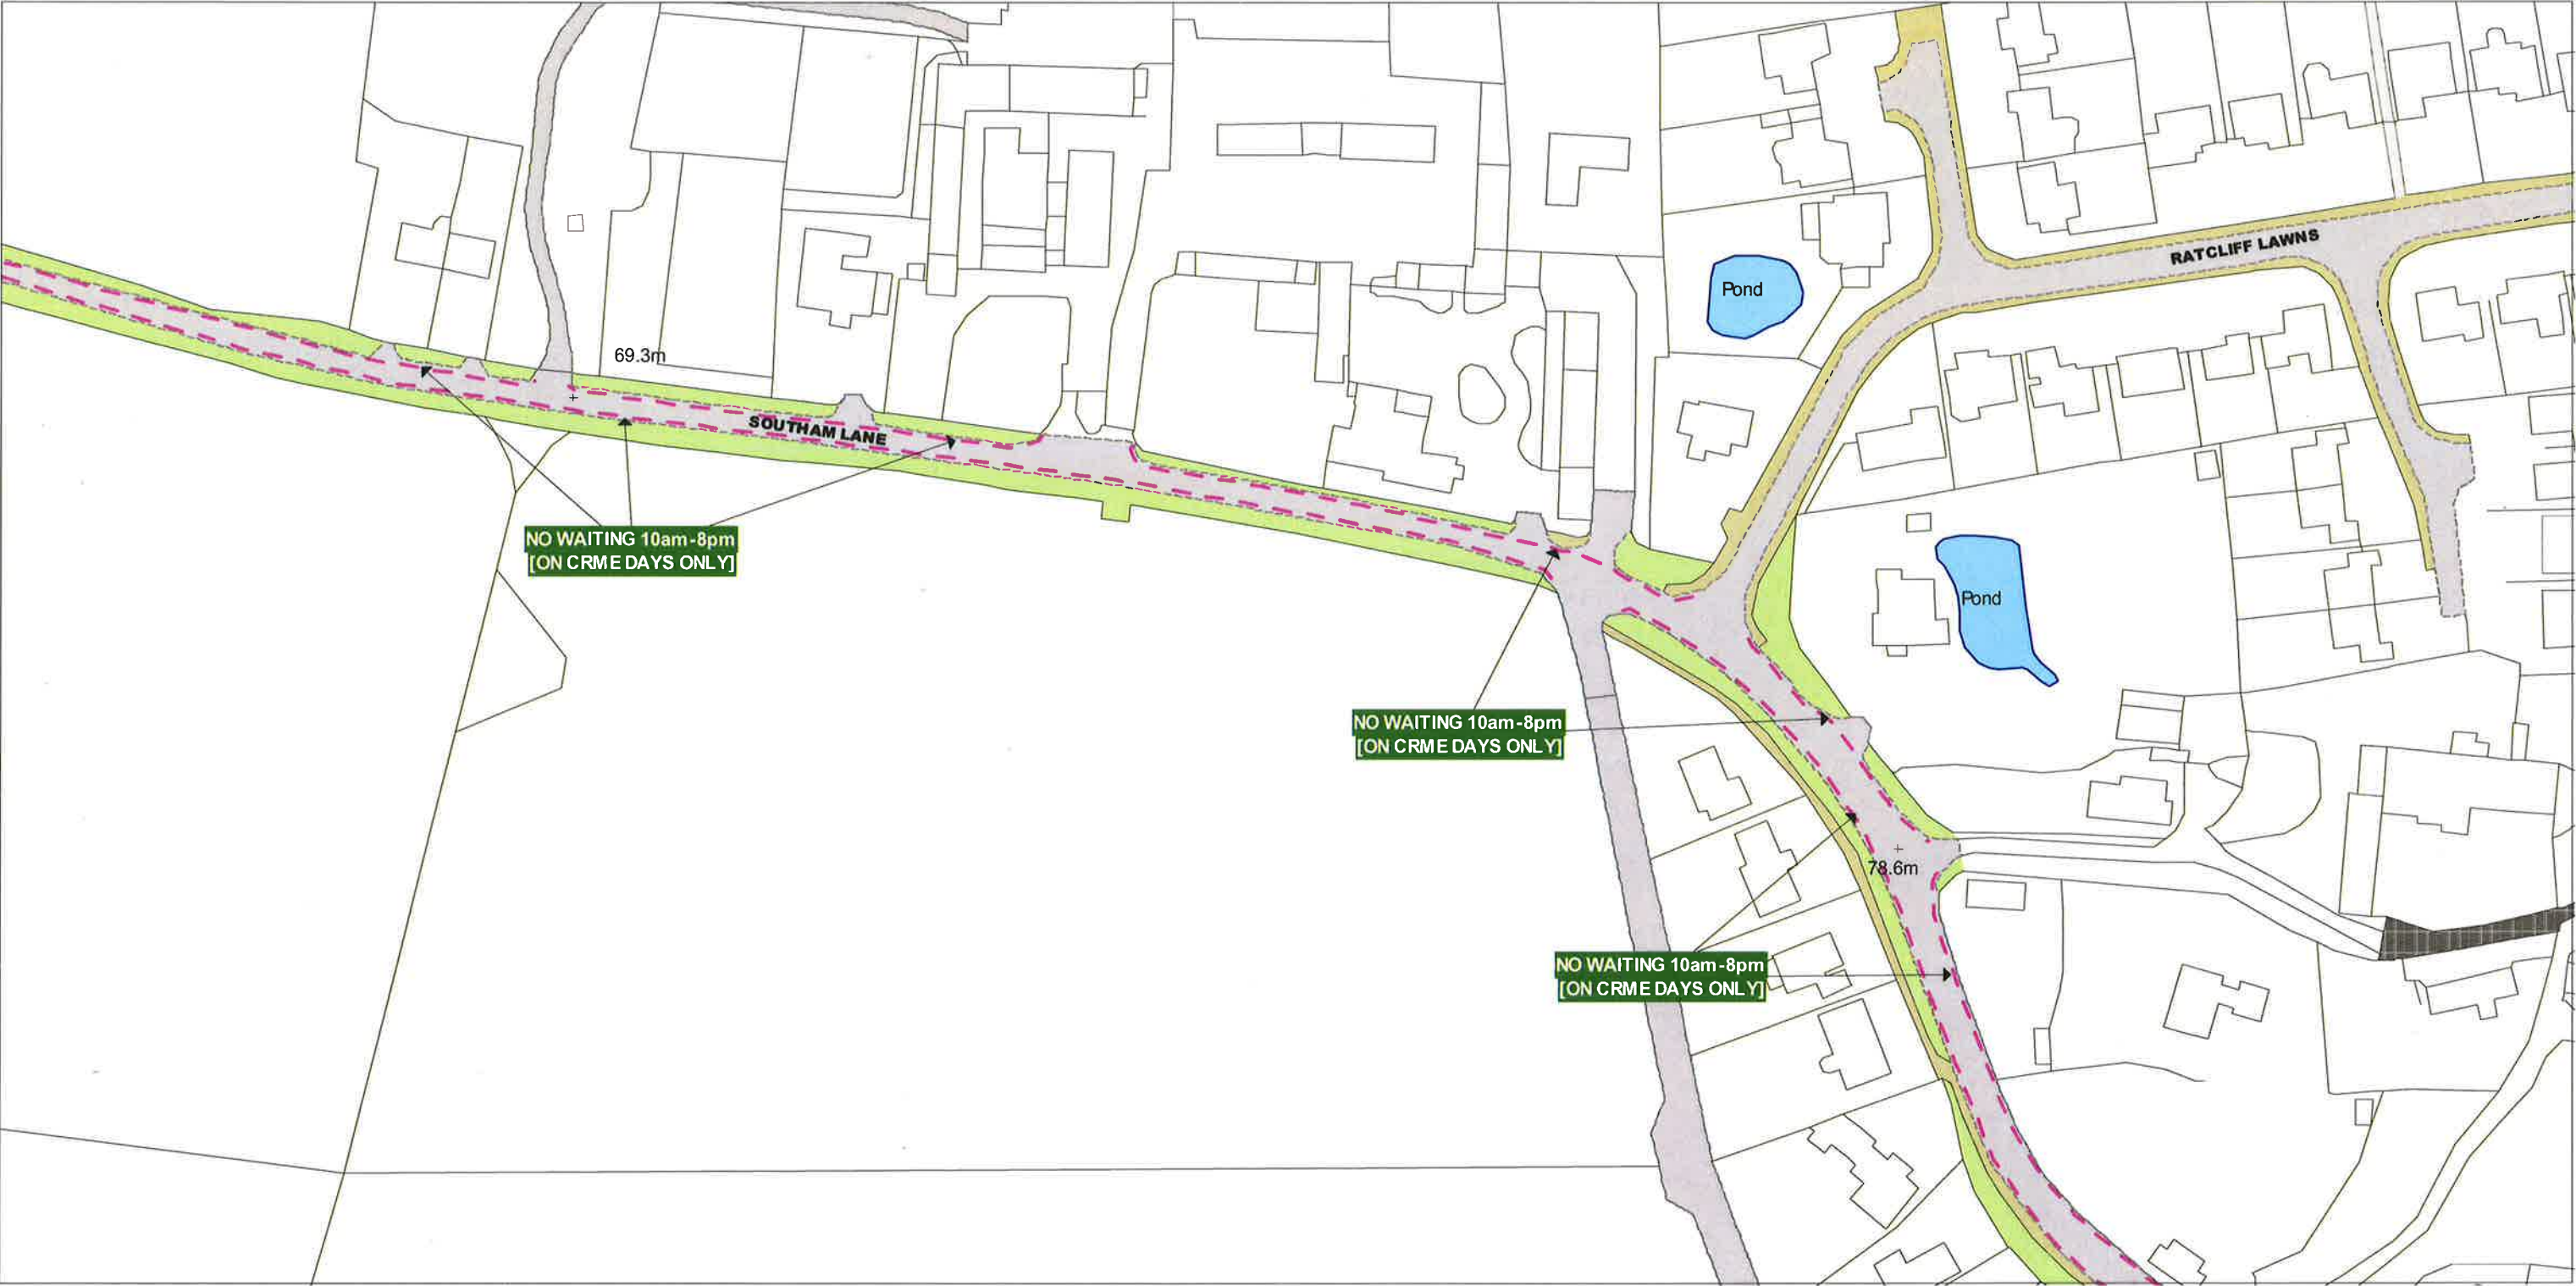 RATCLIFF LAWNS
Pond
69.3m
SOUTHAM LANE
NO WAITING 10am-8pm
[ON CRME DAYS ONLY]
Pond
NO WAITING 10am-8pm
[ON CRME DAYS ONLY]
78.6m
NO WAITING 10am-8pm
[ON CRME DAYS ONLY]